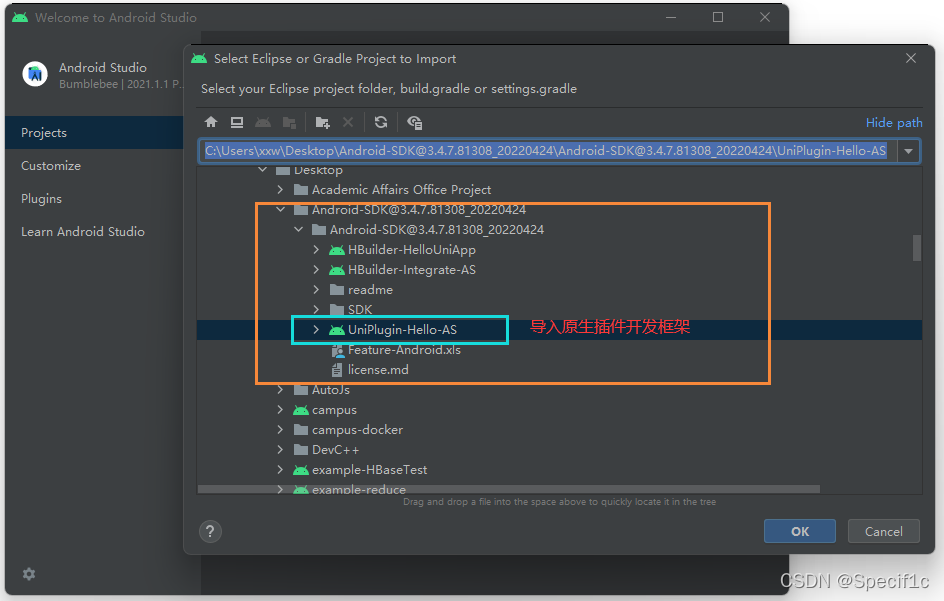 Welcome to Android Studio
Android Studio
Bumblebee | 2021.1.1 P...
Projects
Customize
Plugins
Learn Android Studio
Select Eclipse or Gradle Project to Import
Select your Eclipse project folder, build.gradle or settings.gradle
Hide path
C:\Users\xxw\Desktop\Android-SDK@3.4.7.81308_20220424\Android-SDK@3.4.7.81308_20220424\UniPlugin-Hello-AS
Desktop
Academic Affairs Office Project
Android-SDK@3.4.7.81308_20220424
Android-SDK@3.4.7.81308_20220424
HBuilder-HelloUniApp
HBuilder-Integrate-AS
readme
SDK
UniPlugin-Hello-AS 导入原生插件开发框架
Feature-Android.xls
license.md
AutoJs
campus
campus-docker
DevC++
example-HBaseTest
example-reduce
Drag and drop a file into the space above to quickly locate it in the tree
?
OK
Cancel
CSDN @Specif1c